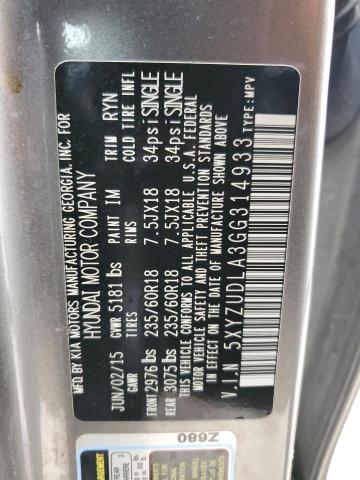 MFD. BY KIA MOTORS MANUFACTURING GEORGIA, INC. FOR
HYUNDAI MOTOR COMPANY
JUN/02/15 GVWR 5181 lbs PAINT IM TRIM RYN
GAWR TIRES RIMS COLD TIRE INFL
FRONT 2976 lbs 235/60R18 7.5JX18 34psi SINGLE
REAR 3075 lbs 235/60R18 7.5JX18 34psi SINGLE
THIS VEHICLE CONFORMS TO ALL APPLICABLE U.S.A. FEDERAL
MOTOR VEHICLE SAFETY AND THEFT PREVENTION STANDARDS
IN EFFECT ON THE DATE OF MANUFACTURE SHOWN ABOVE.
V.I.N 5XYZUDLA3GG314933 TYPE:MPV
Z680
REAR 3